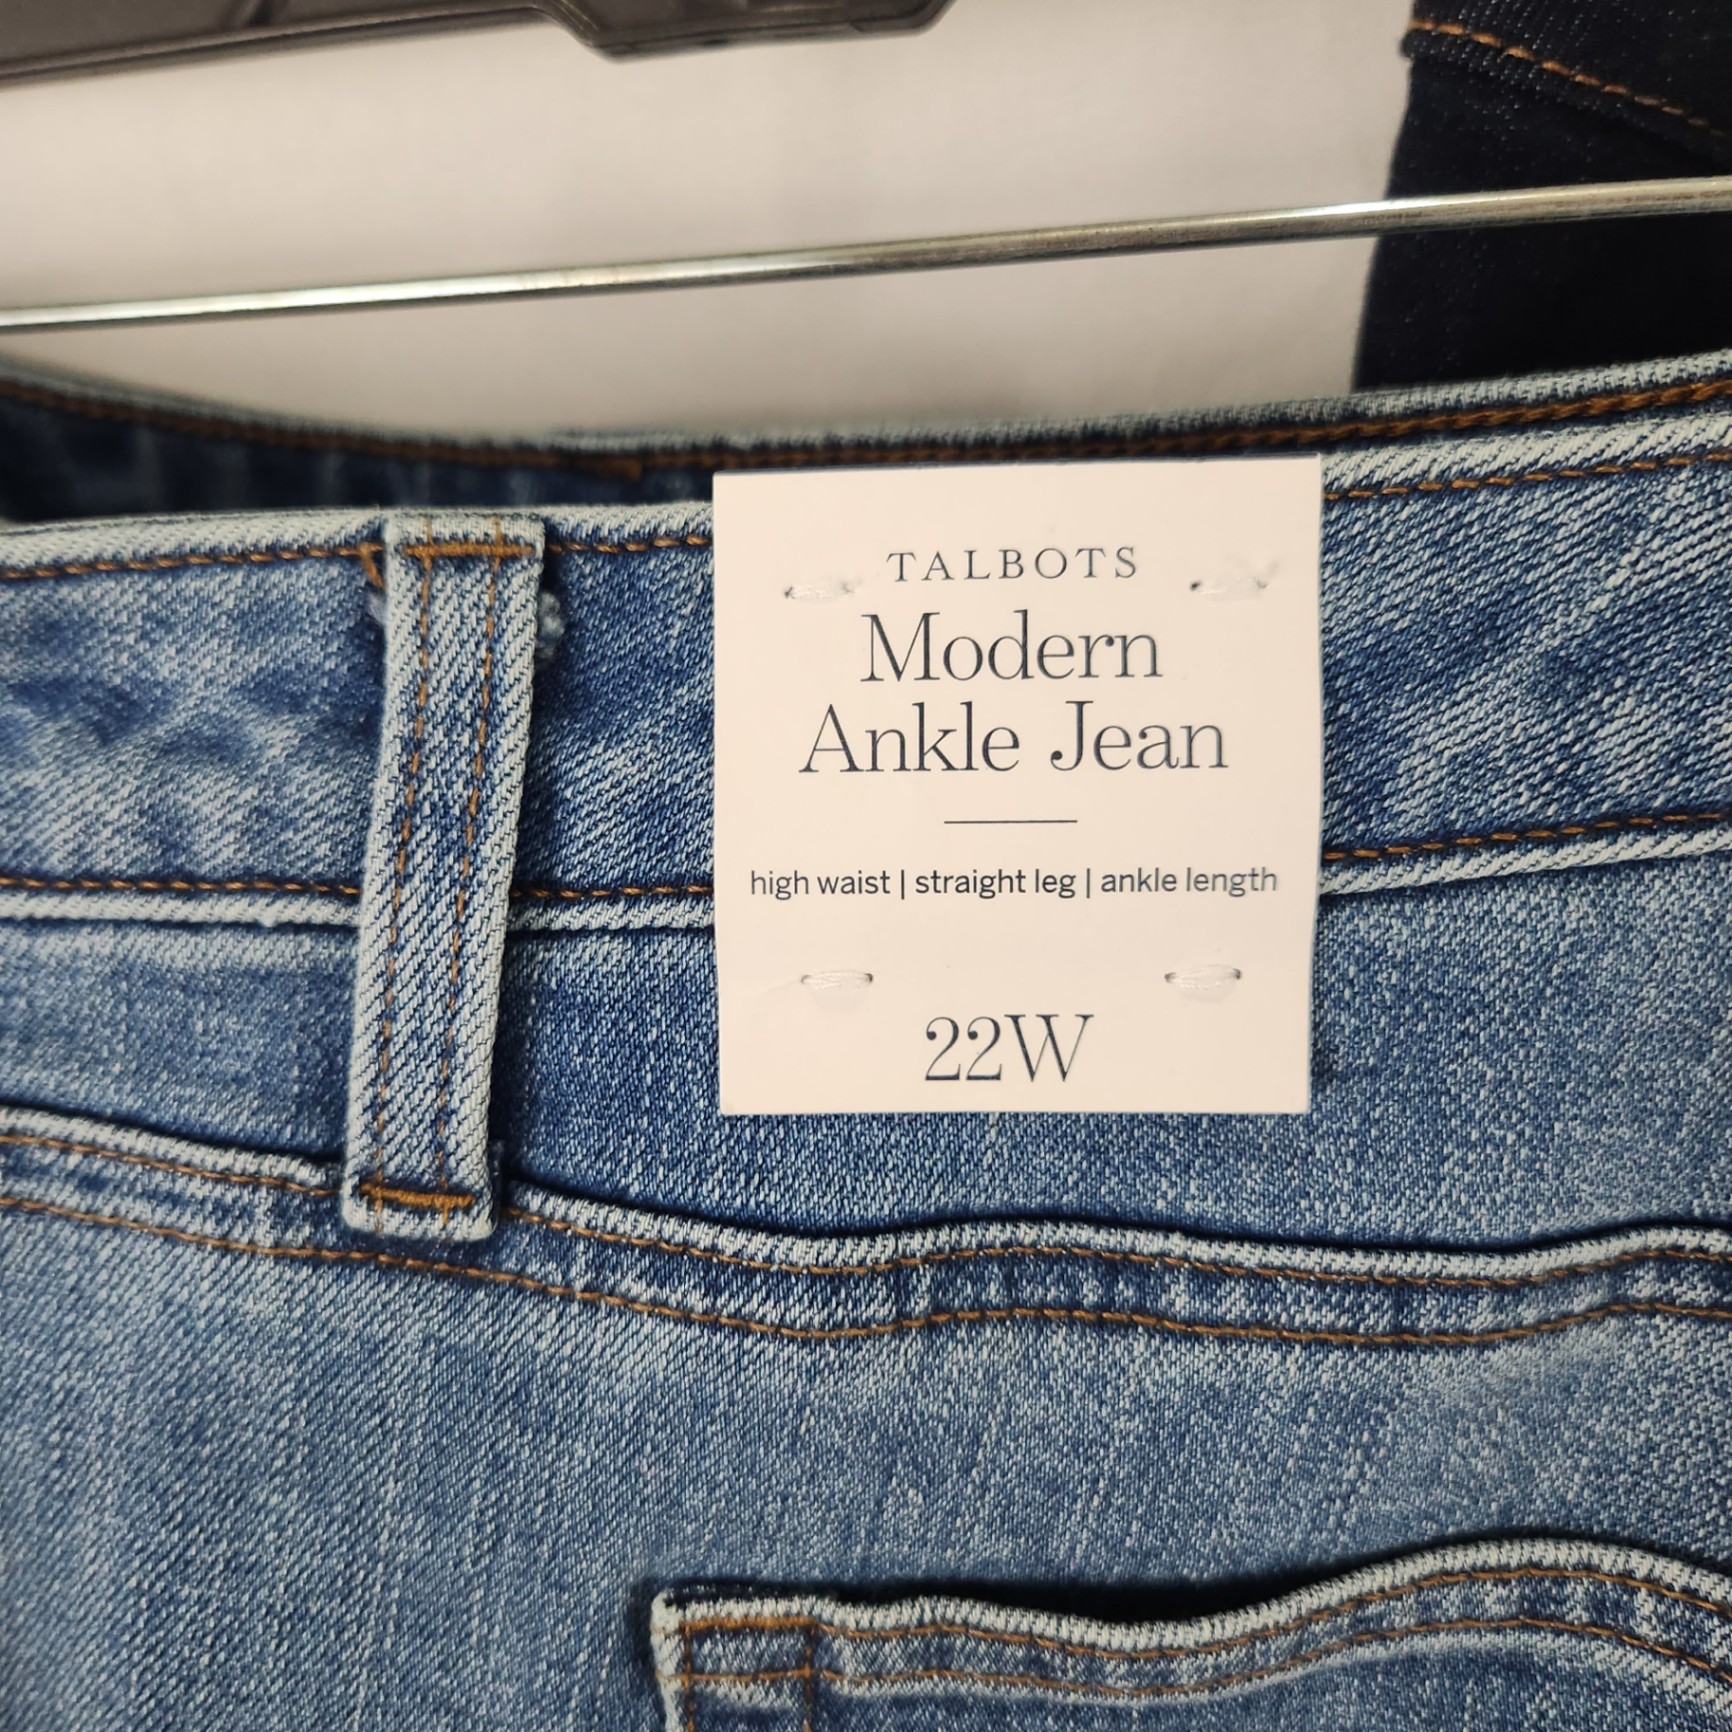 TALBOTS
Modern
Ankle Jean
high waist | straight leg | ankle length
22W